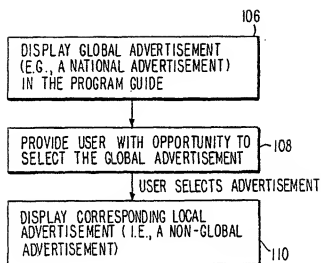 106
DISPLAY GLOBAL ADVERTISEMENT
(E.G., A NATIONAL ADVERTISEMENT)
IN THE PROGRAM GUIDE
PROVIDE USER WITH OPPORTUNITY TO
SELECT THE GLOBAL ADVERTISEMENT
108
USER SELECTS ADVERTISEMENT
DISPLAY CORRESPONDING LOCAL
ADVERTISEMENT (I.E., A NON-GLOBAL
ADVERTISEMENT)
110